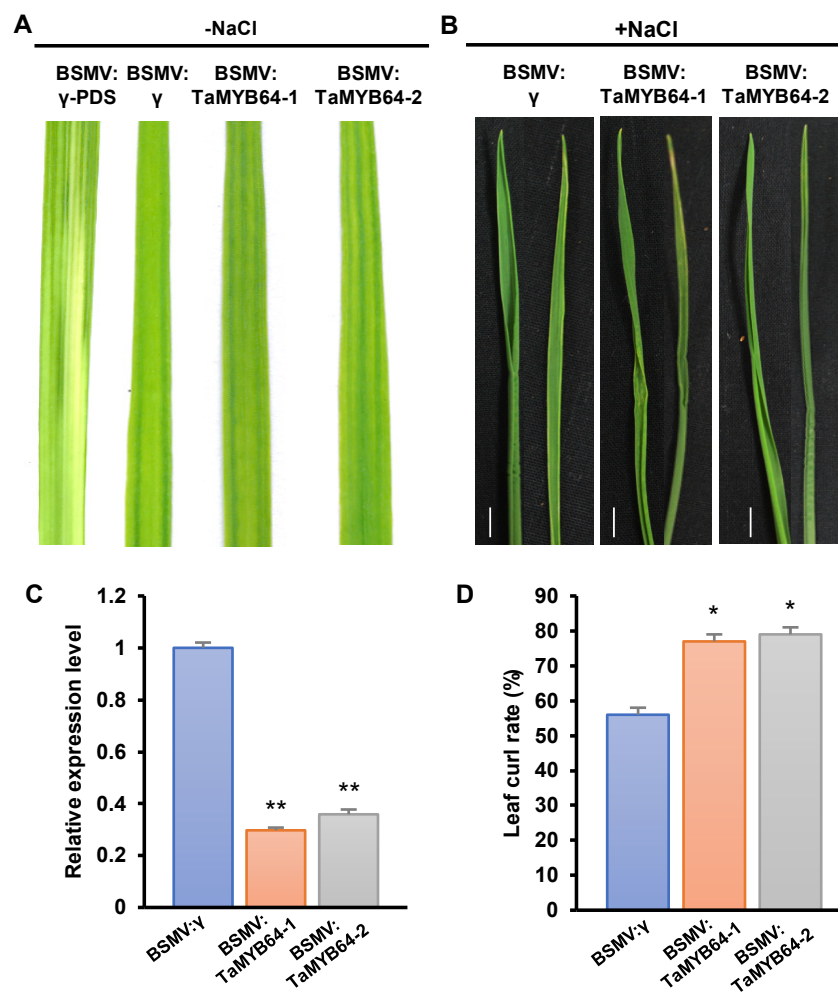 A
-NaCl
BSMV:
γ-PDS
BSMV:
γ
BSMV:
TaMYB64-1
BSMV:
TaMYB64-2
B
+NaCl
BSMV:
γ
BSMV:
TaMYB64-1
BSMV:
TaMYB64-2
C
Relative expression level
1.2
1
0.8
0.6
0.4
0.2
0
**
**
BSMV:γ
BSMV:
TaMYB64-1
BSMV:
TaMYB64-2
D
Leaf curl rate (%)
90
80
70
60
50
40
30
20
10
0
*
*
BSMV:γ
BSMV:
TaMYB64-1
BSMV:
TaMYB64-2